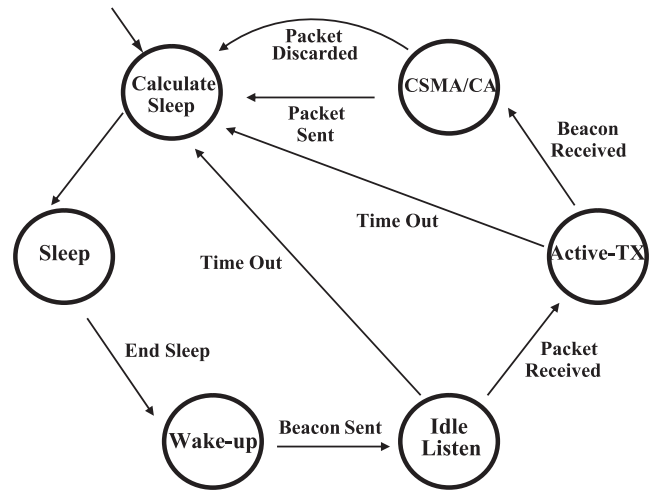 Packet
Discarded
Calculate
Sleep
CSMA/CA
Packet
Sent
Beacon
Received
Time Out
Sleep
Time Out
Active-TX
End Sleep
Packet
Received
Wake-up
Beacon Sent
Idle
Listen